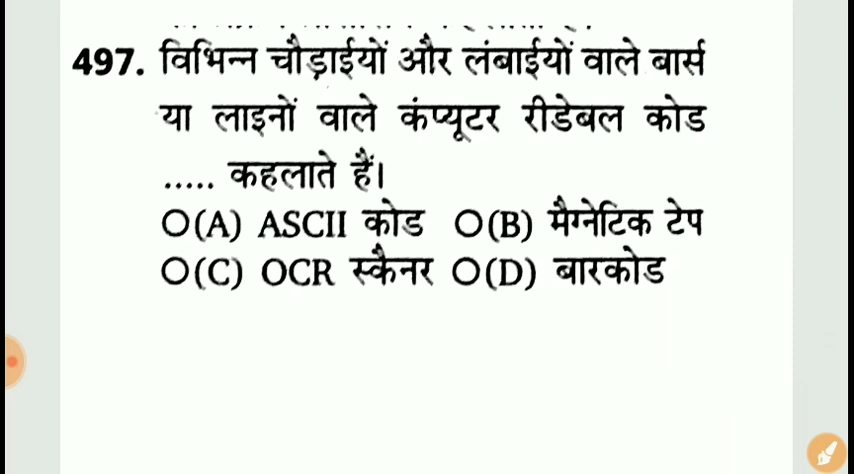 497. विभिन्न चौड़ाईयों और लंबाईयों वाले बार्स
या लाइनों वाले कंप्यूटर रीडेबल कोड
..... कहलाते हैं।
O(A) ASCII कोड O(B) मैग्नेटिक टेप
O(C) OCR स्कैनर O(D) बारकोड